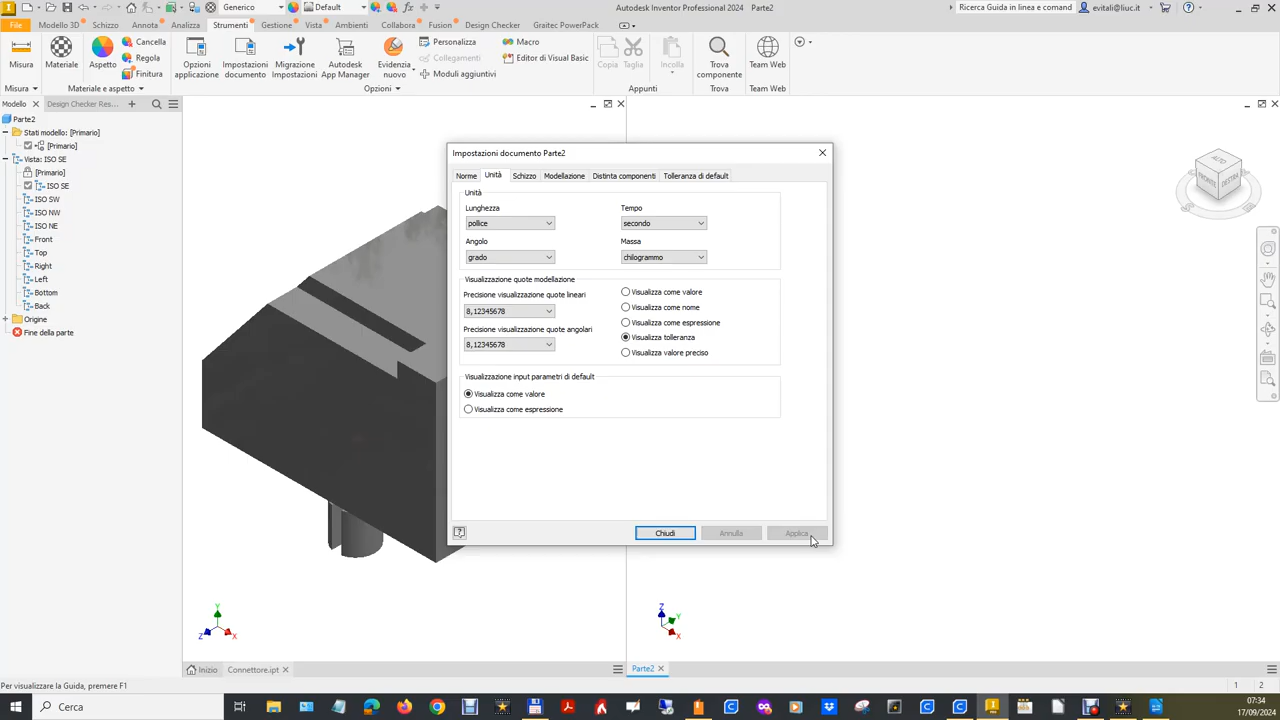 Generico
Default
Autodesk Inventor Professional 2024   Parte2
Ricerca Guida in linea e comandi
evitali@liuc.it
File
Modello 3D
Schizzo
Annota
Analizza
Strumenti
Gestione
Vista
Ambienti
Collabora
Fusion
Design Checker
Graitec PowerPack
Misura
Materiale
Aspetto
Cancella
Regola
Finitura
Opzioni applicazione
Impostazioni documento
Migrazione Impostazioni
Autodesk App Manager
Evidenzia nuovo
Personalizza
Collegamenti
Moduli aggiuntivi
Macro
Editor di Visual Basic
Copia
Taglia
Incolla
Trova componente
Team Web
Misura
Materiale e aspetto
Opzioni
Appunti
Trova
Team Web
Modello
Design Checker Res...
Parte2
Stati modello: [Primario]
[Primario]
Vista: ISO SE
[Primario]
ISO SE
ISO SW
ISO NW
ISO NE
Front
Top
Right
Left
Bottom
Back
Origine
Fine della parte
Impostazioni documento Parte2
Norme
Unità
Schizzo
Modellazione
Distinta componenti
Tolleranza di default
Unità
Lunghezza
Tempo
pollice
secondo
Angolo
Massa
grado
chilogrammo
Visualizzazione quote modellazione
Precisione visualizzazione quote lineari
8,12345678
Precisione visualizzazione quote angolari
8,12345678
Visualizza come valore
Visualizza come nome
Visualizza come espressione
Visualizza tolleranza
Visualizza valore preciso
Visualizzazione input parametri di default
Visualizza come valore
Visualizza come espressione
?
Chiudi
Annulla
Applica
ALTO
FRONTE
DESTRA
Y
Z
X
Z
Y
X
Inizio
Connettore.ipt
Parte2
Per visualizzare la Guida, premere F1
1
2
Cerca
07:34
17/09/2024